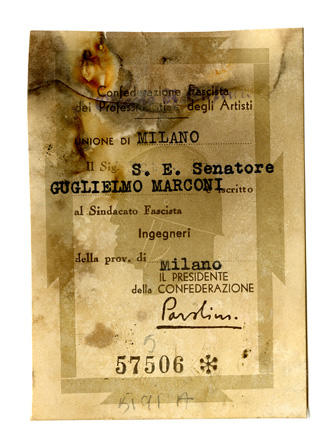 Confederazione Fascista
dei Professionisti e degli Artisti
UNIONE DI MILANO
Il Sig. S. E. Senatore
GUGLIELMO MARCONI è iscritto
al Sindacato Fascista
Ingegneri
della prov. di Milano
IL PRESIDENTE
della CONFEDERAZIONE
Pavolini.
57506 *